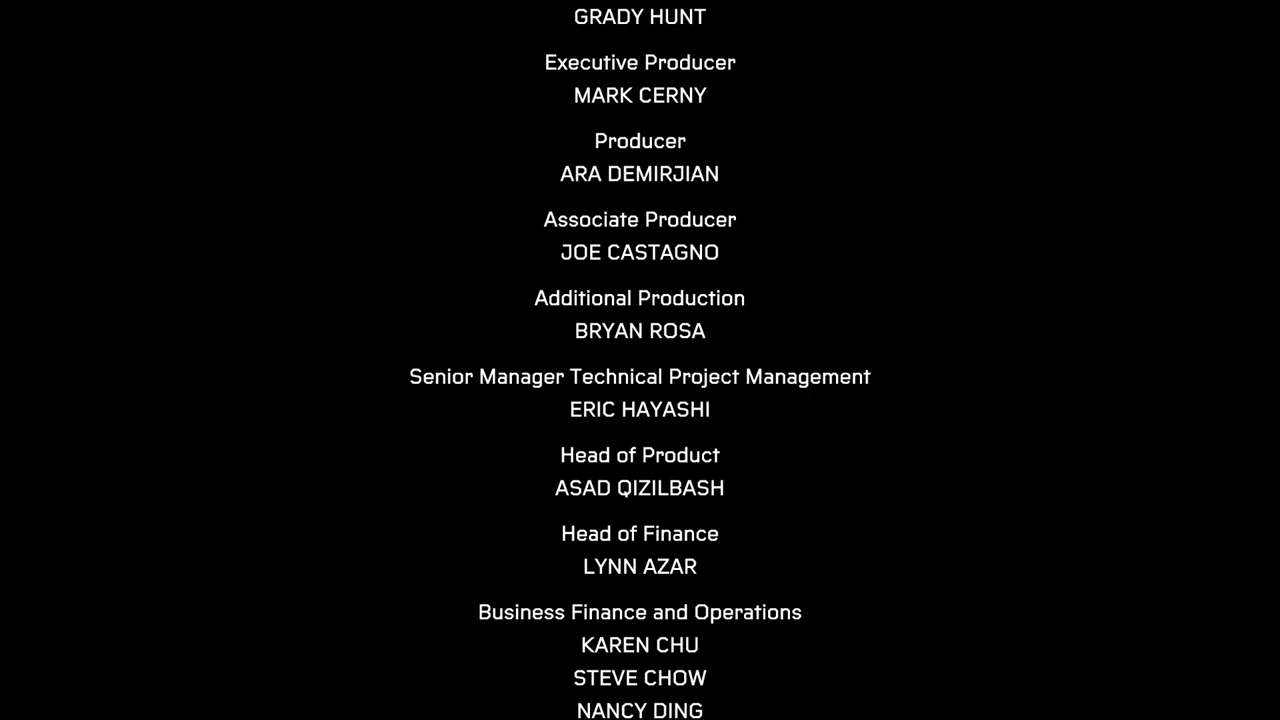 GRADY HUNT
Executive Producer
MARK CERNY
Producer
ARA DEMIRJIAN
Associate Producer
JOE CASTAGNO
Additional Production
BRYAN ROSA
Senior Manager Technical Project Management
ERIC HAYASHI
Head of Product
ASAD QIZILBASH
Head of Finance
LYNN AZAR
Business Finance and Operations
KAREN CHU
STEVE CHOW
NANCY DING